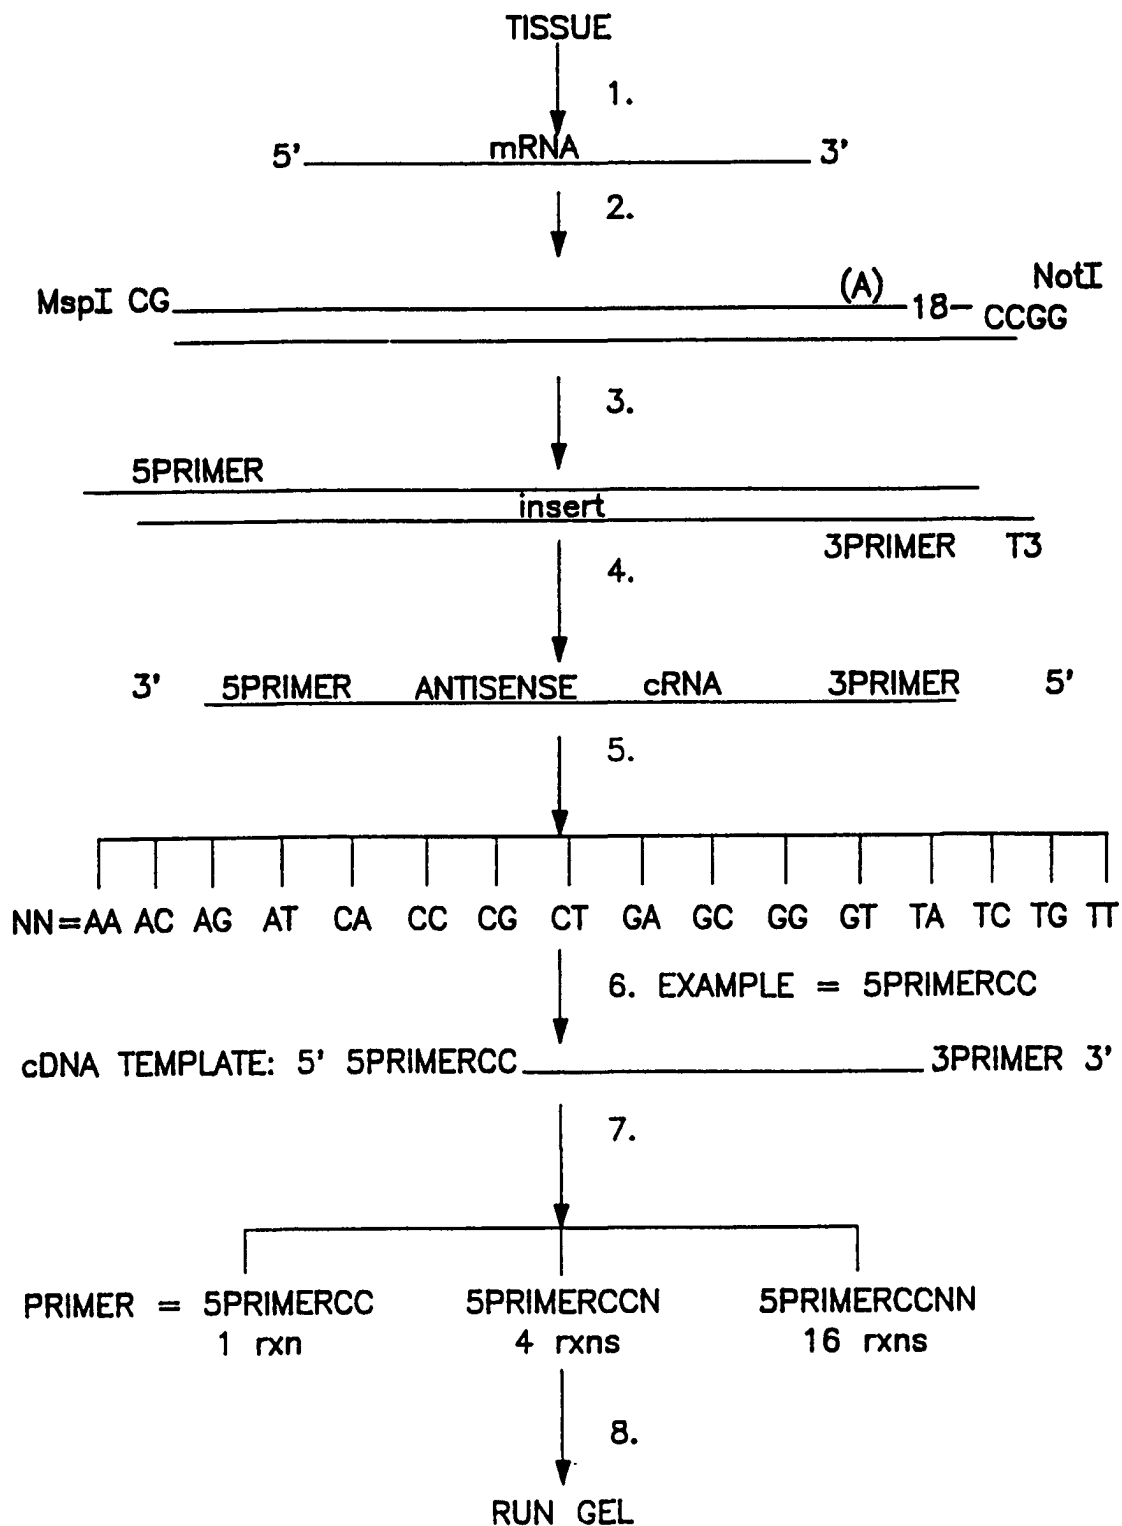 TISSUE
1.
5' mRNA 3'
2.
MspI CG (A) 18- CCGG NotI
3.
5PRIMER
insert
3PRIMER T3
4.
3' 5PRIMER ANTISENSE cRNA 3PRIMER 5'
5.
NN=AA AC AG AT CA CC CG CT GA GC GG GT TA TC TG TT
6. EXAMPLE = 5PRIMERCC
cDNA TEMPLATE: 5' 5PRIMERCC 3PRIMER 3'
7.
PRIMER = 5PRIMERCC 5PRIMERCCN 5PRIMERCCNN
1 rxn 4 rxns 16 rxns
8.
RUN GEL